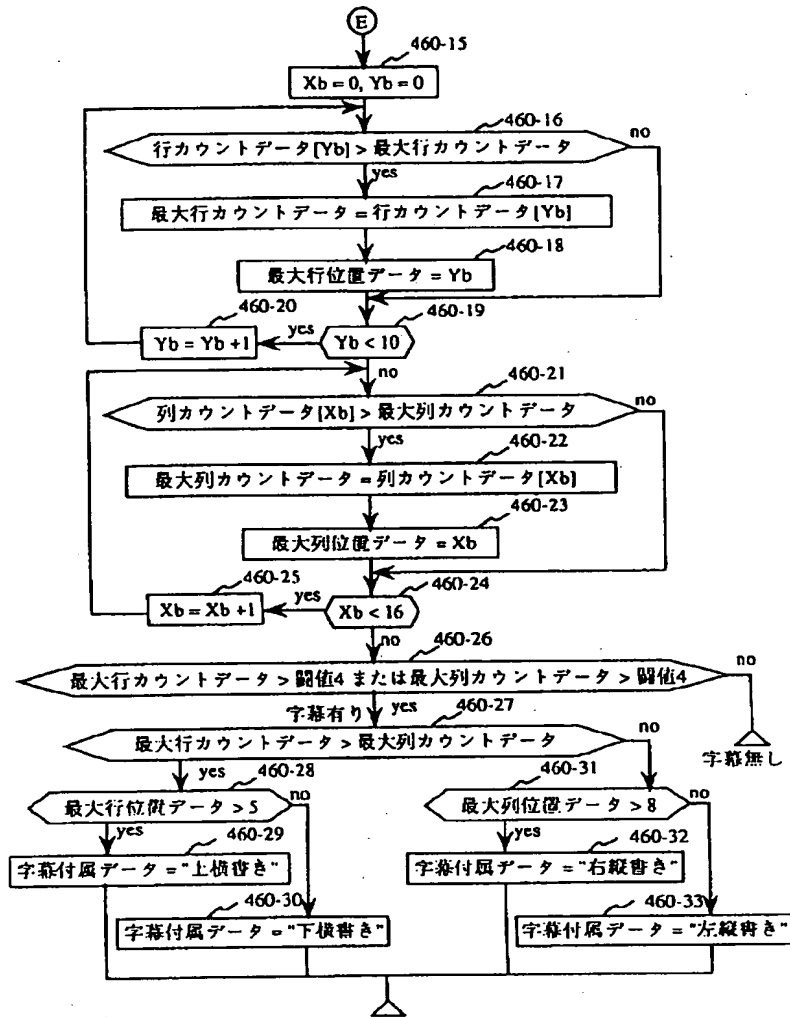 E
460-15
Xb = 0, Yb = 0
460-16
no
行カウントデータ[Yb] > 最大行カウントデータ
yes
460-17
最大行カウントデータ = 行カウントデータ[Yb]
460-18
最大行位置データ = Yb
460-20
460-19
Yb = Yb +1
yes
Yb < 10
no
460-21
列カウントデータ[Xb] > 最大列カウントデータ
no
yes
460-22
最大列カウントデータ = 列カウントデータ[Xb]
460-23
最大列位置データ = Xb
460-25
460-24
Xb = Xb +1
yes
Xb < 16
no
460-26
no
最大行カウントデータ > 閾値4 または最大列カウントデータ > 閾値4
字幕有り
yes
460-27
no
最大行カウントデータ > 最大列カウントデータ
字幕無し
yes
460-28
460-31
最大行位置データ > 5
no
最大列位置データ > 8
no
yes
460-29
yes
460-32
字幕付属データ = "上横書き"
字幕付属データ = "右縦書き"
460-30
460-33
字幕付属データ = "下横書き"
字幕付属データ = "左縦書き"